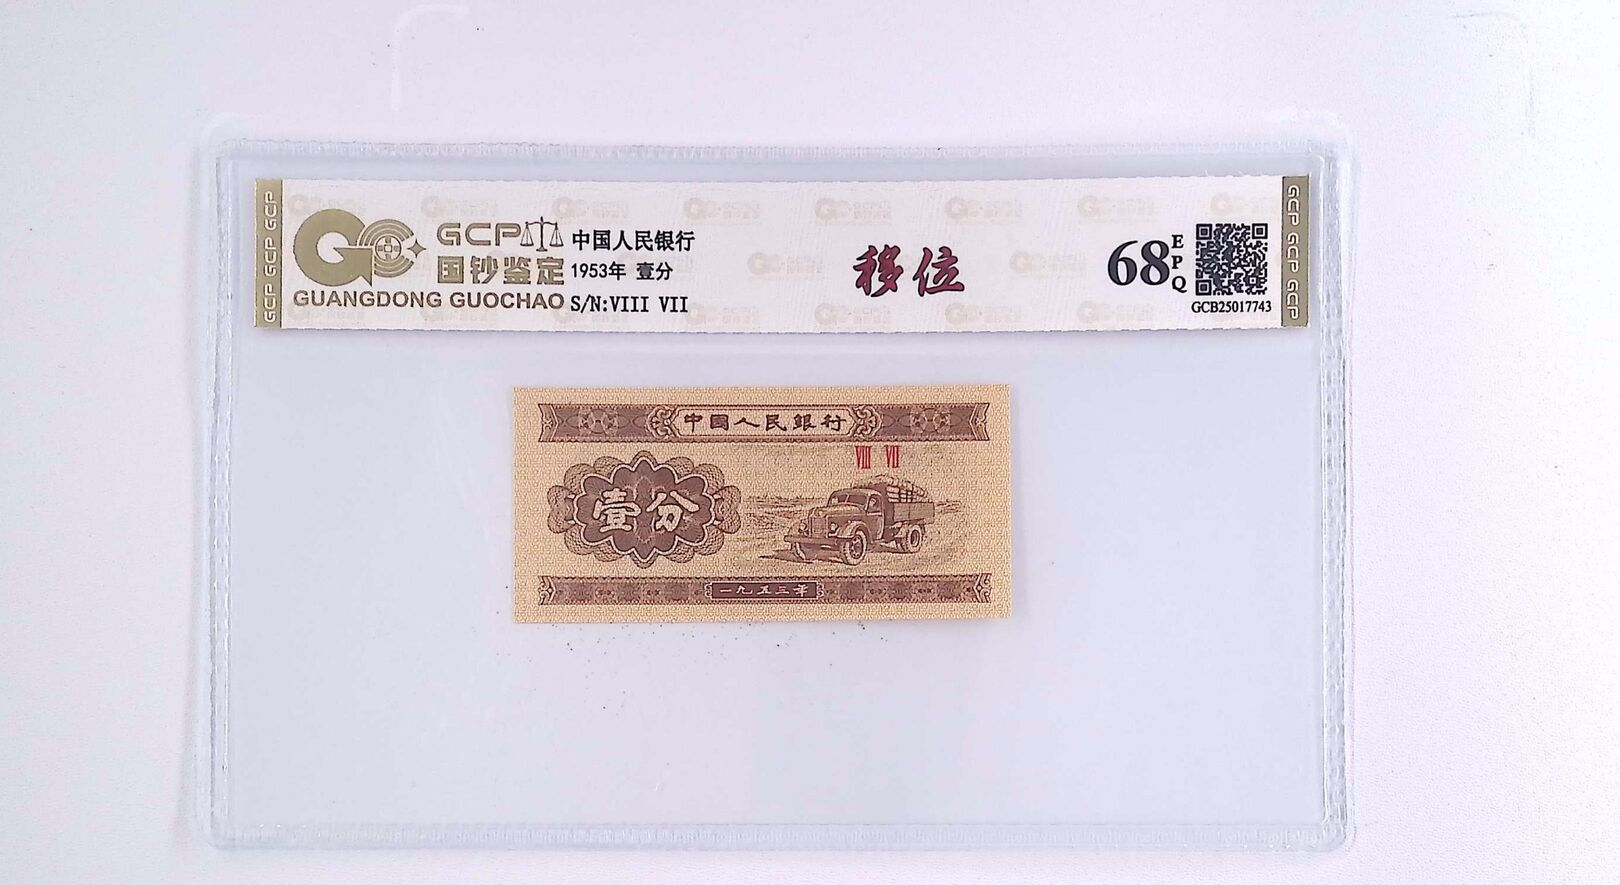 GCP GCP GCP
GCP
国钞鉴定
GUANGDONG GUOCHAO
中国人民银行
1953年 壹分
S/N:VIII VII
移位
68
EPQ
GCB25017743
GCP GCP GCP
中国人民銀行
VIII VII
壹分
一九五三年